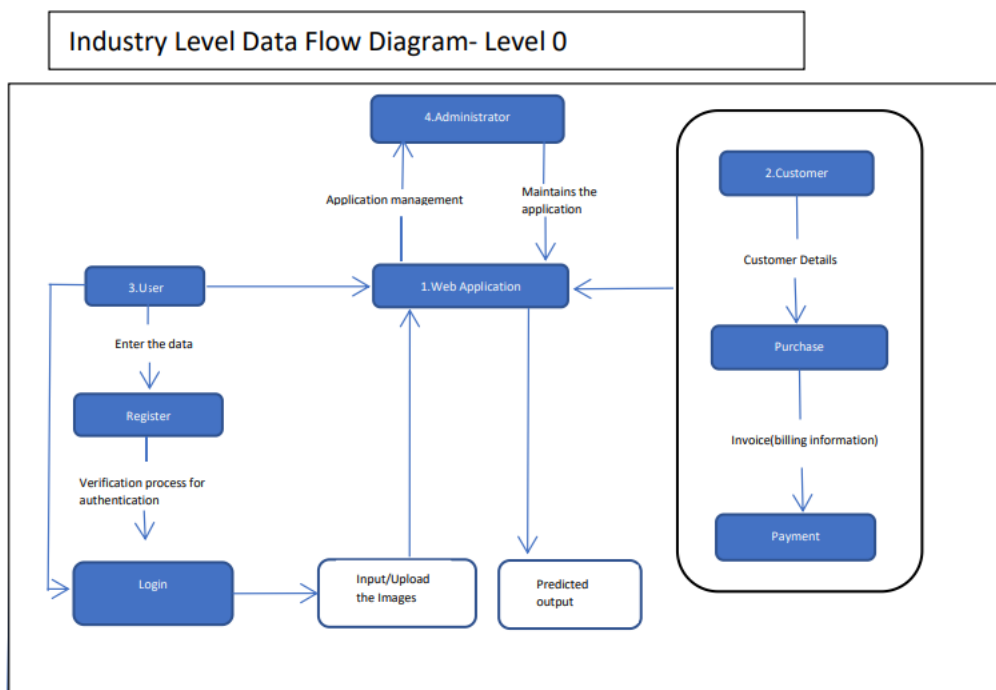 Industry Level Data Flow Diagram- Level 0
4.Administrator
2.Customer
Application management
Maintains the
application
Customer Details
3.User
1.Web Application
Enter the data
Purchase
Register
Invoice(billing information)
Verification process for
authentication
Payment
Login
Input/Upload
the Images
Predicted
output